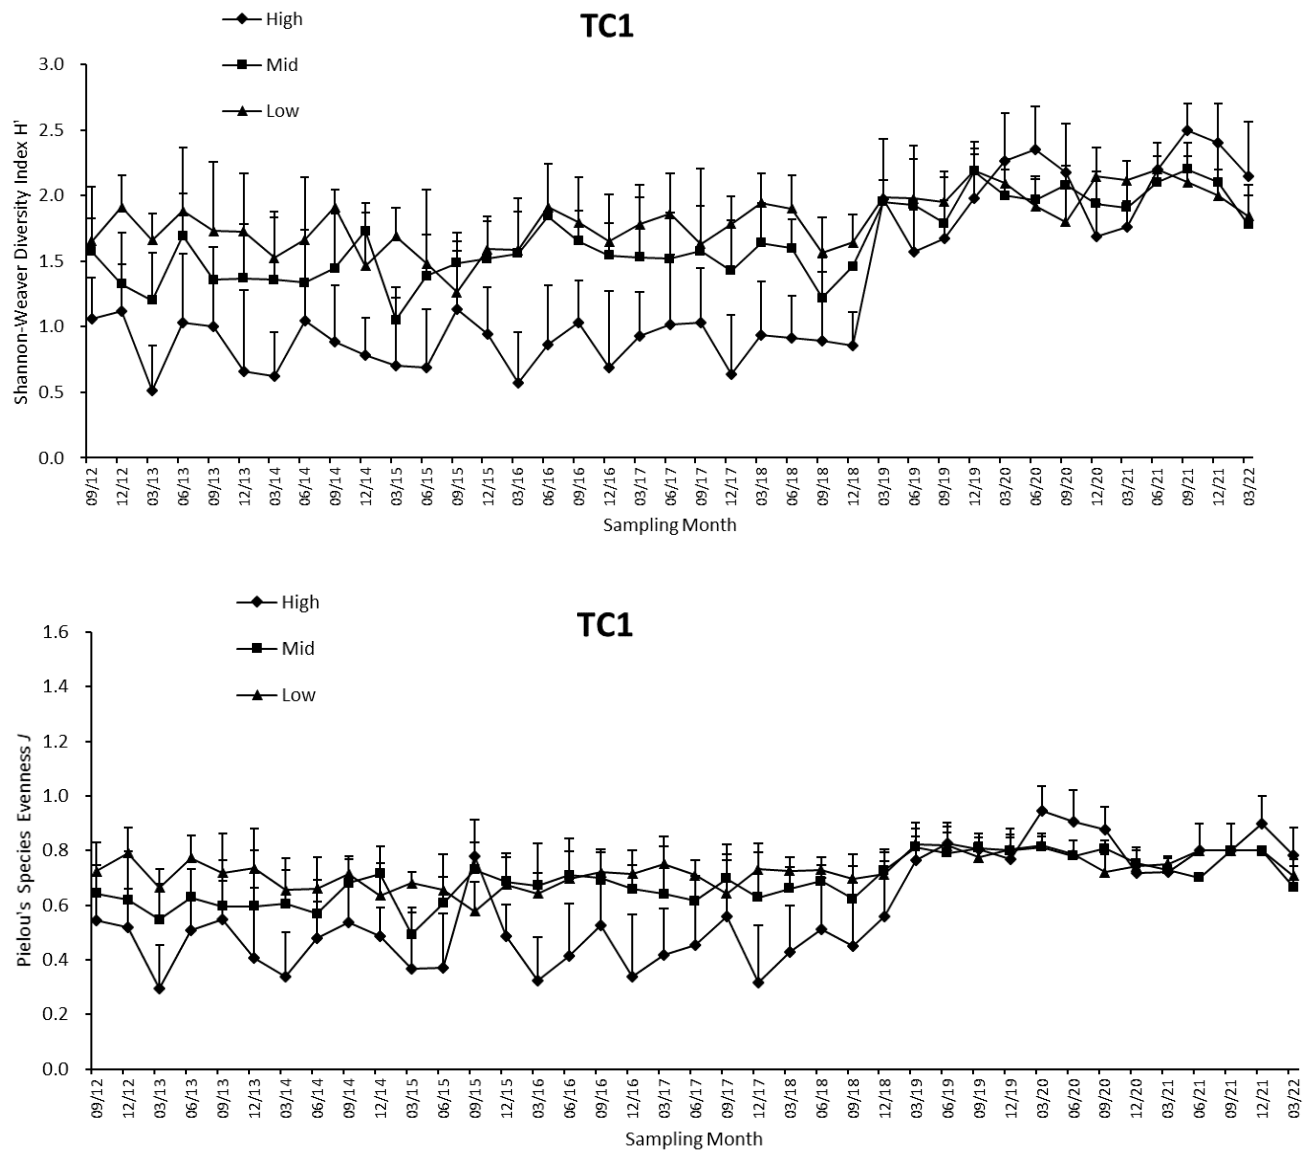 TC1
High
Mid
Low
Shannon-Weaver Diversity Index H'
3.0
2.5
2.0
1.5
1.0
0.5
0.0
09/12 12/12 03/13 06/13 09/13 12/13 03/14 06/14 09/14 12/14 03/15 06/15 09/15 12/15 03/16 06/16 09/16 12/16 03/17 06/17 09/17 12/17 03/18 06/18 09/18 12/18 03/19 06/19 09/19 12/19 03/20 06/20 09/20 12/20 03/21 06/21 09/21 12/21 03/22
Sampling Month
TC1
High
Mid
Low
Pielou's Species Evenness J
1.6
1.4
1.2
1.0
0.8
0.6
0.4
0.2
0.0
09/12 12/12 03/13 06/13 09/13 12/13 03/14 06/14 09/14 12/14 03/15 06/15 09/15 12/15 03/16 06/16 09/16 12/16 03/17 06/17 09/17 12/17 03/18 06/18 09/18 12/18 03/19 06/19 09/19 12/19 03/20 06/20 09/20 12/20 03/21 06/21 09/21 12/21 03/22
Sampling Month